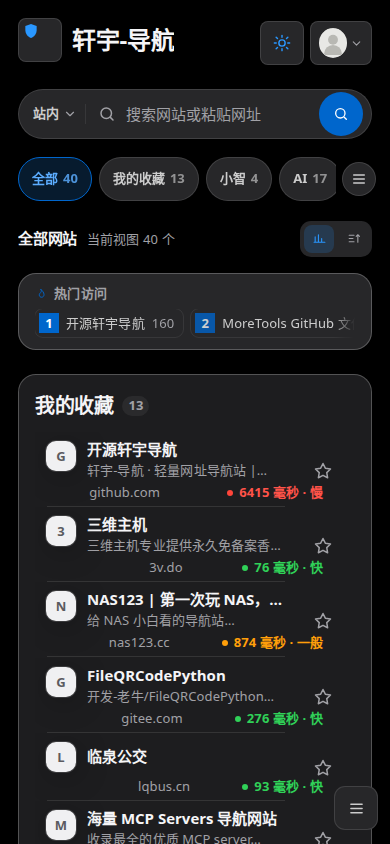 轩宇-导航
站内
搜索网站或粘贴网址
全部 40
我的收藏 13
小智 4
AI 17
全部网站 当前视图 40 个
热门访问
1 开源轩宇导航 160
2 MoreTools GitHub 文
我的收藏 13
G
开源轩宇导航
轩宇-导航 · 轻量网址导航站 |...
github.com
6415 毫秒 · 慢
3
三维主机
三维主机专业提供永久免备案香...
3v.do
76 毫秒 · 快
N
NAS123 | 第一次玩 NAS，...
给 NAS 小白看的导航站...
nas123.cc
874 毫秒 · 一般
G
FileQRCodePython
开发-老牛/FileQRCodePython...
gitee.com
276 毫秒 · 快
L
临泉公交
lqbus.cn
93 毫秒 · 快
M
海量 MCP Servers 导航网站
收录最全的优质 MCP server...